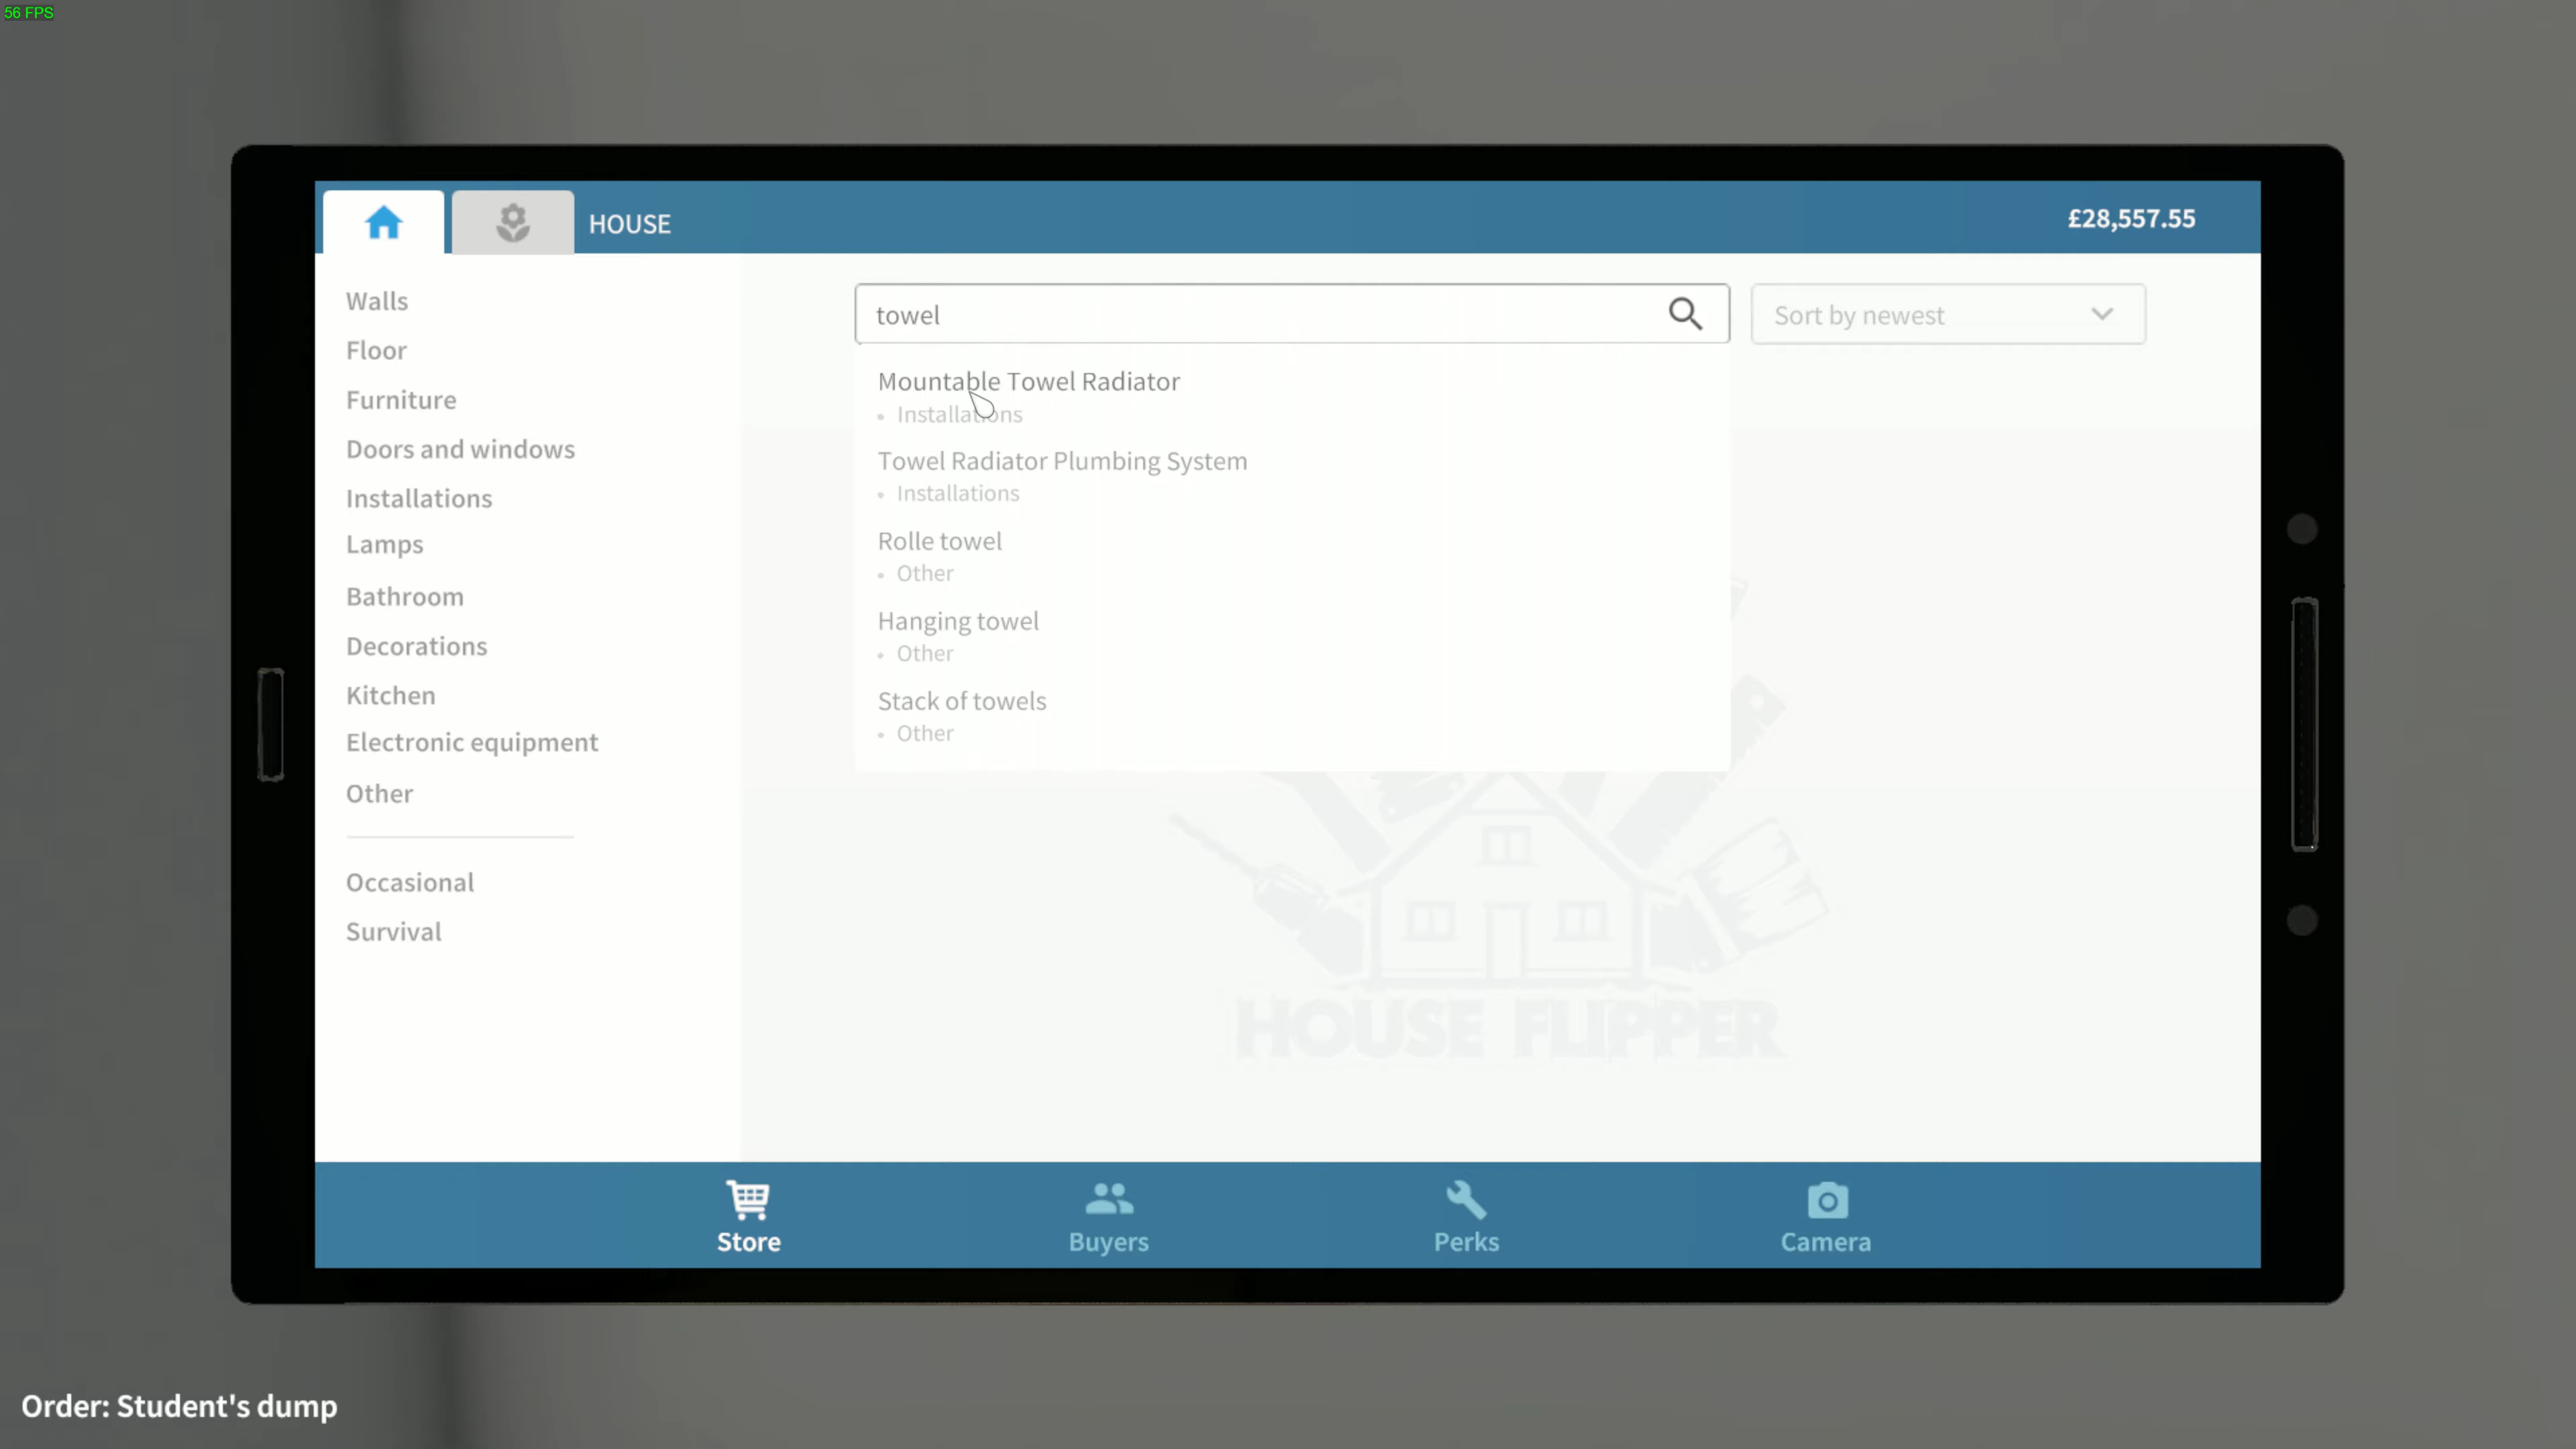 56 FPS
HOUSE
£28,557.55
Walls
Floor
Furniture
Doors and windows
Installations
Lamps
Bathroom
Decorations
Kitchen
Electronic equipment
Other
Occasional
Survival
towel
Sort by newest
Mountable Towel Radiator
• Installations
Towel Radiator Plumbing System
• Installations
Rolle towel
• Other
Hanging towel
• Other
Stack of towels
• Other
HOUSE FLIPPER
Store
Buyers
Perks
Camera
Order: Student's dump